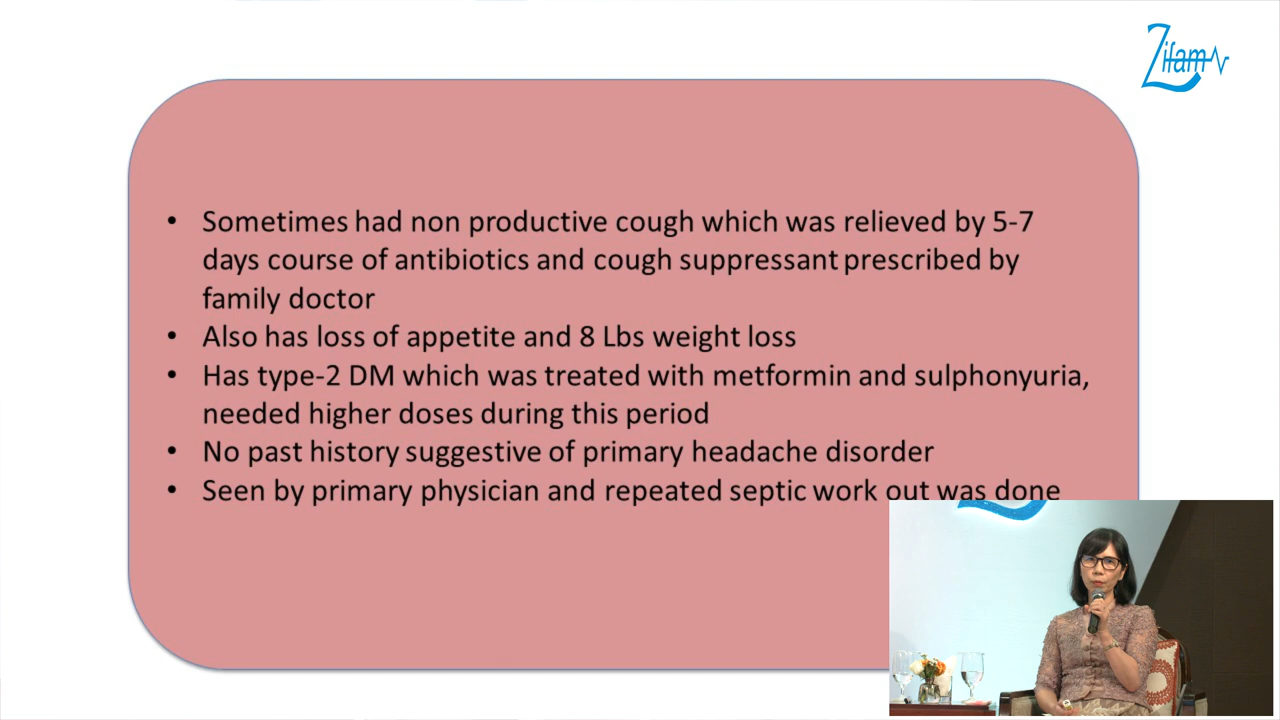 Zifam
• Sometimes had non productive cough which was relieved by 5-7
days course of antibiotics and cough suppressant prescribed by
family doctor
• Also has loss of appetite and 8 Lbs weight loss
• Has type-2 DM which was treated with metformin and sulphonyuria,
needed higher doses during this period
• No past history suggestive of primary headache disorder
• Seen by primary physician and repeated septic work out was done